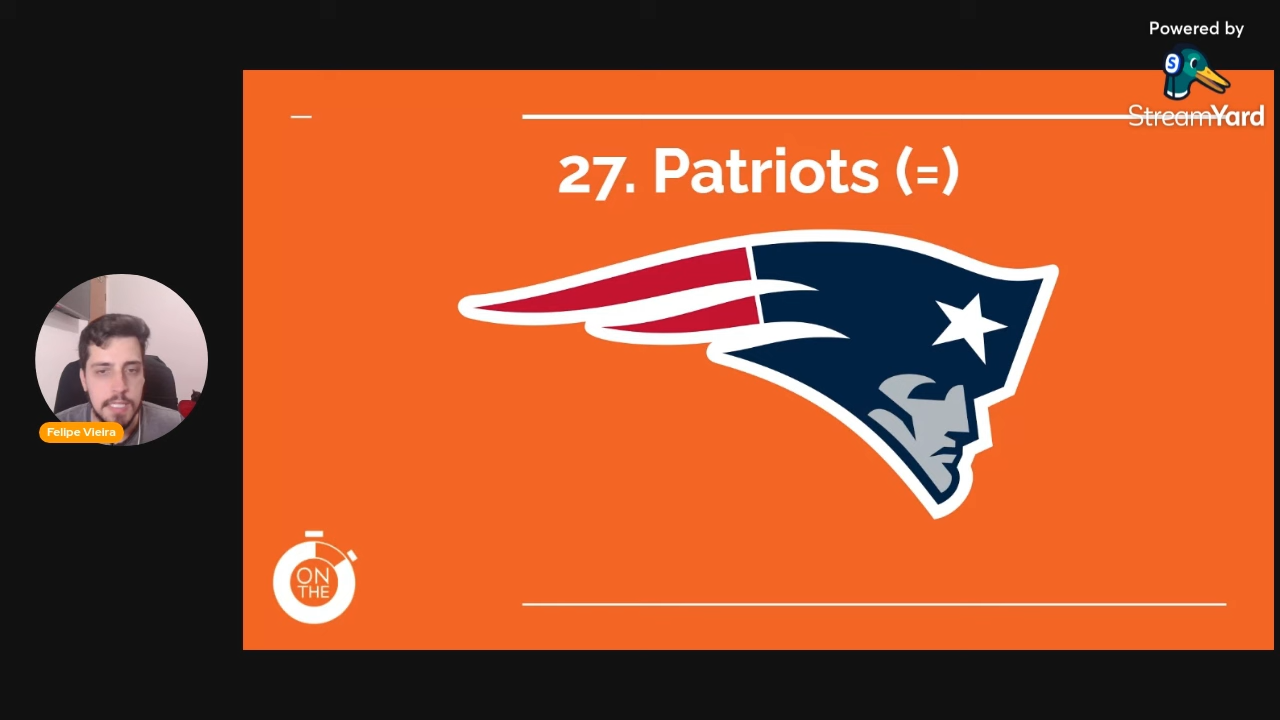 Powered by
StreamYard
27. Patriots (=)
Felipe Vieira
ON
THE